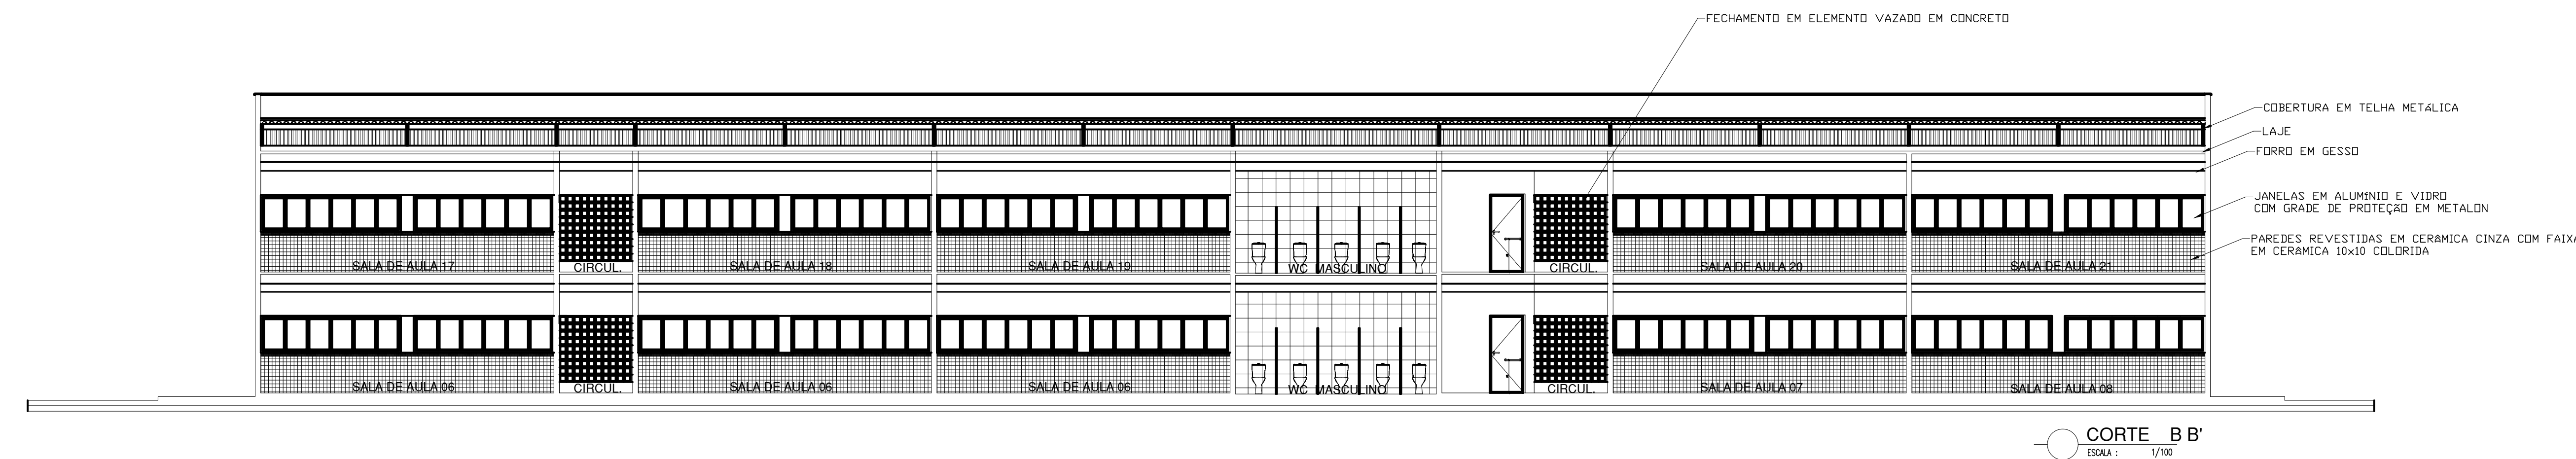 FECHAMENTO EM ELEMENTO VAZADO EM CONCRETO
COBERTURA EM TELHA METáLICA
LAJE
FORRO EM GESSO
JANELAS EM ALUMíNIO E VIDRO
COM GRADE DE PROTEÇÃO EM METALON
PAREDES REVESTIDAS EM CERÂMICA CINZA COM FAIXA
EM CERÂMICA 10x10 COLORIDA
SALA DE AULA 17
CIRCUL.
SALA DE AULA 18
SALA DE AULA 19
WC MASCULINO
CIRCUL.
SALA DE AULA 20
SALA DE AULA 21
SALA DE AULA 06
CIRCUL.
SALA DE AULA 06
SALA DE AULA 06
WC MASCULINO
CIRCUL.
SALA DE AULA 07
SALA DE AULA 08
CORTE B B'
ESCALA : 1/100